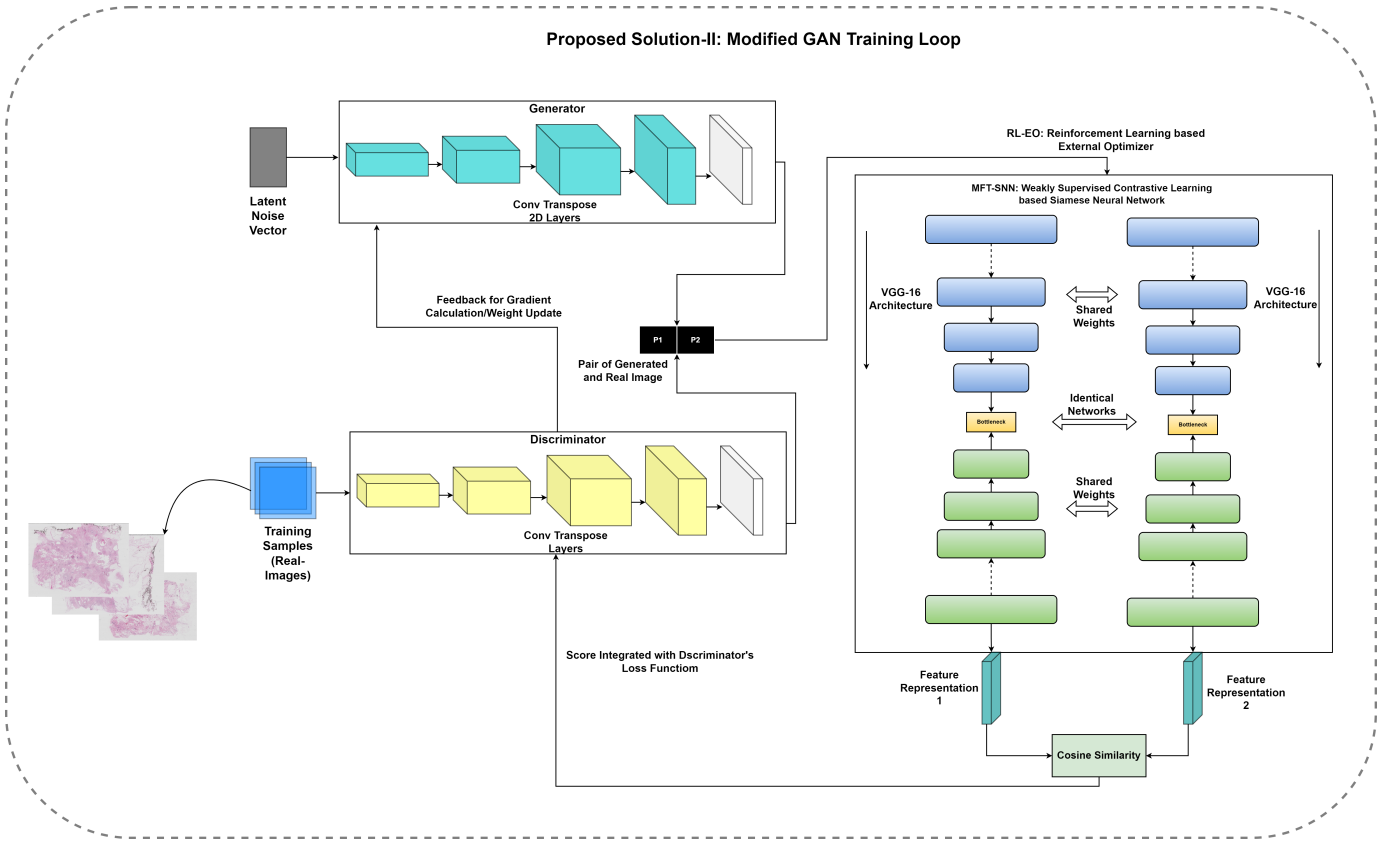 Proposed Solution-II: Modified GAN Training Loop
Generator
Conv Transpose
2D Layers
Latent
Noise
Vector
RL-EO: Reinforcement Learning based
External Optimizer
MFT-SNN: Weakly Supervised Contrastive Learning
based Siamese Neural Network
VGG-16
Architecture
Shared
Weights
VGG-16
Architecture
Feedback for Gradient
Calculation/Weight Update
P1
P2
Pair of Generated
and Real Image
Identical
Networks
Bottleneck
Bottleneck
Discriminator
Conv Transpose
Layers
Training
Samples
(Real-
Images)
Shared
Weights
Score Integrated with Dscriminator's
Loss Functiom
Feature
Representation
1
Feature
Representation
2
Cosine Similarity